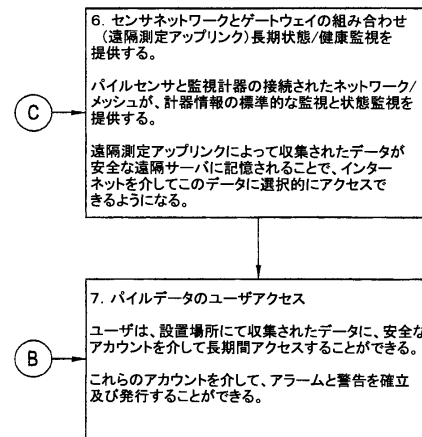 6. センサネットワークとゲートウェイの組み合わせ
(遠隔測定アップリンク)長期状態/健康監視を
提供する。
パイルセンサと監視計器の接続されたネットワーク/
メッシュが、計器情報の標準的な監視と状態監視を
提供する。
C
遠隔測定アップリンクによって収集されたデータが
安全な遠隔サーバに記憶されることで、インター
ネットを介してこのデータに選択的にアクセスで
きるようになる。
7. パイルデータのユーザアクセス
ユーザは、設置場所にて収集されたデータに、安全な
アカウントを介して長期間アクセスすることができる。
B
これらのアカウントを介して、アラームと警告を確立
及び発行することができる。